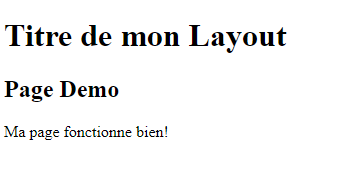 Titre de mon Layout
Page Demo
Ma page fonctionne bien!